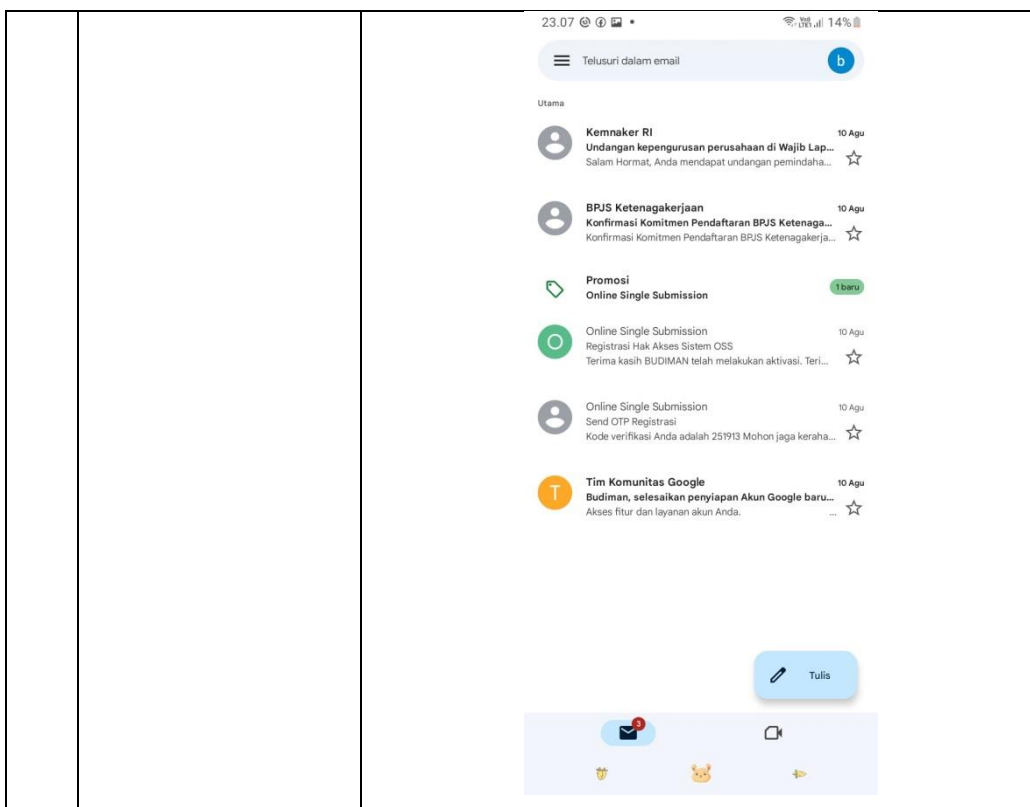 23.07 14%
Telusuri dalam email b
Utama
Kemnaker RI 10 Agu
Undangan kepengurusan perusahaan di Wajib Lap...
Salam Hormat, Anda mendapat undangan pemindaha...
BPJS Ketenagakerjaan 10 Agu
Konfirmasi Komitmen Pendaftaran BPJS Ketenaga...
Konfirmasi Komitmen Pendaftaran BPJS Ketenagakerja...
Promosi 1 baru
Online Single Submission
O Online Single Submission 10 Agu
Registrasi Hak Akses Sistem OSS
Terima kasih BUDIMAN telah melakukan aktivasi. Teri...
Online Single Submission 10 Agu
Send OTP Registrasi
Kode verifikasi Anda adalah 251913 Mohon jaga keraha...
T Tim Komunitas Google 10 Agu
Budiman, selesaikan penyiapan Akun Google baru...
Akses fitur dan layanan akun Anda. ...
Tulis
3